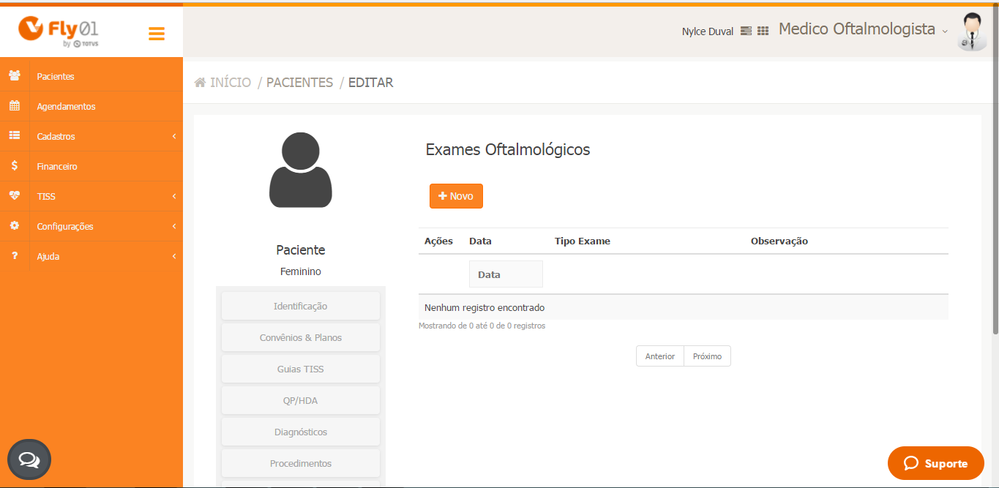 Fly01
by TOTVS
Nylce Duval
Medico Oftalmologista
Pacientes
Agendamentos
Cadastros
Financeiro
TISS
Configurações
Ajuda
INÍCIO / PACIENTES / EDITAR
Paciente
Feminino
Identificação
Convênios & Planos
Guias TISS
QP/HDA
Diagnósticos
Procedimentos
Exames Oftalmológicos
Novo
Ações Data Tipo Exame Observação
Data
Nenhum registro encontrado
Mostrando de 0 até 0 de 0 registros
Anterior Próximo
Suporte